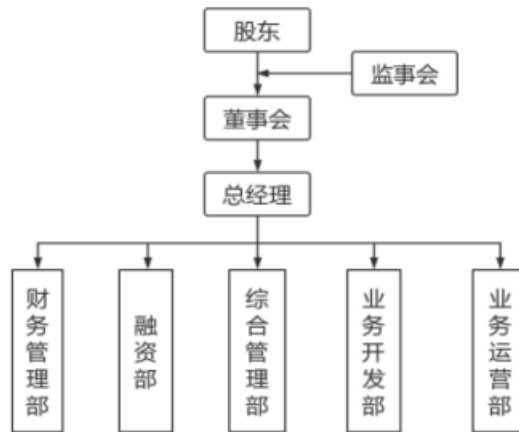 股东
监事会
董事会
总经理
财务管理部
融资部
综合管理部
业务开发部
业务运营部